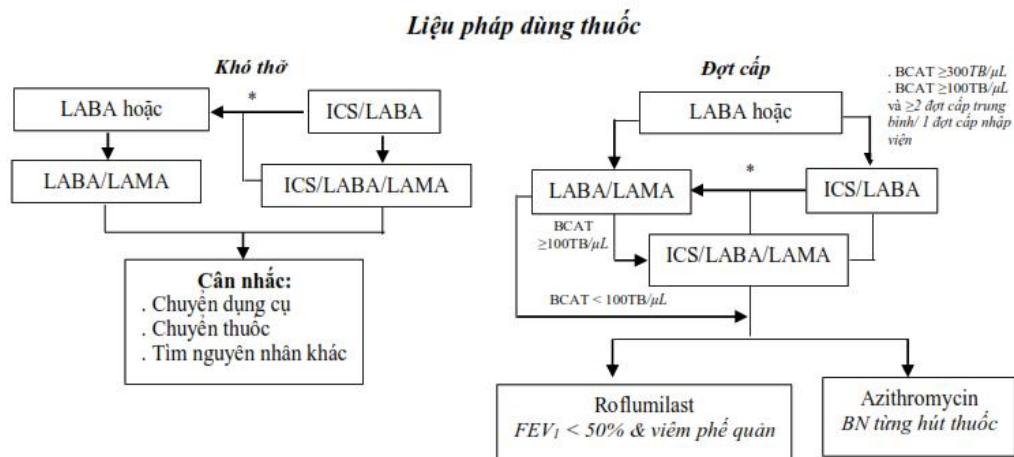 Liệu pháp dùng thuốc
Khó thở
LABA hoặc
*
ICS/LABA
LABA/LAMA
ICS/LABA/LAMA
Cân nhắc:
. Chuyển dụng cụ
. Chuyển thuốc
. Tìm nguyên nhân khác
Đợt cấp
. BCAT ≥300TB/μL
. BCAT ≥100TB/μL
và ≥2 đợt cấp trung
bình/ 1 đợt cấp nhập
viện
LABA hoặc
LABA/LAMA
*
ICS/LABA
BCAT
≥100TB/μL
ICS/LABA/LAMA
BCAT < 100TB/μL
Roflumilast
FEV1 < 50% & viêm phế quản
Azithromycin
BN từng hút thuốc